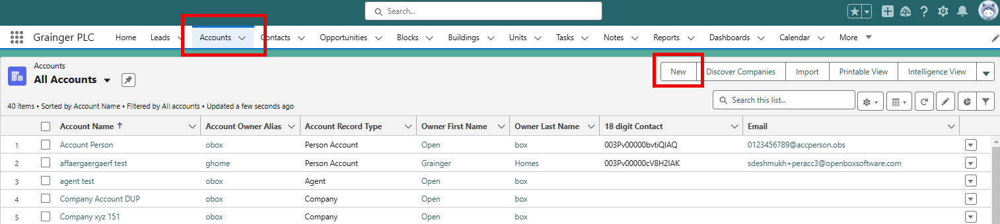 Search...
Grainger PLC Home Leads Accounts Contacts Opportunities Blocks Buildings Units Tasks Notes Reports Dashboards Calendar More
Accounts
All Accounts
New Discover Companies Import Printable View Intelligence View
40 items • Sorted by Account Name • Filtered by All accounts • Updated a few seconds ago
Search this list...
Account Name Account Owner Alias Account Record Type Owner First Name Owner Last Name 18 digit Contact Email
1 Account Person obox Person Account Open box 003Pv00000bvtiQIAQ 0123456789@accperson.obs
2 affaergaergaerf test ghome Person Account Grainger Homes 003Pv00000cV8H2IAK sdeshmukh+peracc3@openboxsoftware.com
3 agent test obox Agent Open box
4 Company Account DUP obox Company Open box
5 Company xyz 151 obox Company Open box